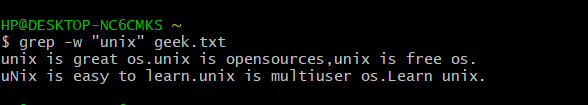 HP@DESKTOP-NC6CMKS ~
$ grep -w "unix" geek.txt
unix is great os.unix is opensources,unix is free os.
uNix is easy to learn.unix is multiuser os.Learn unix.